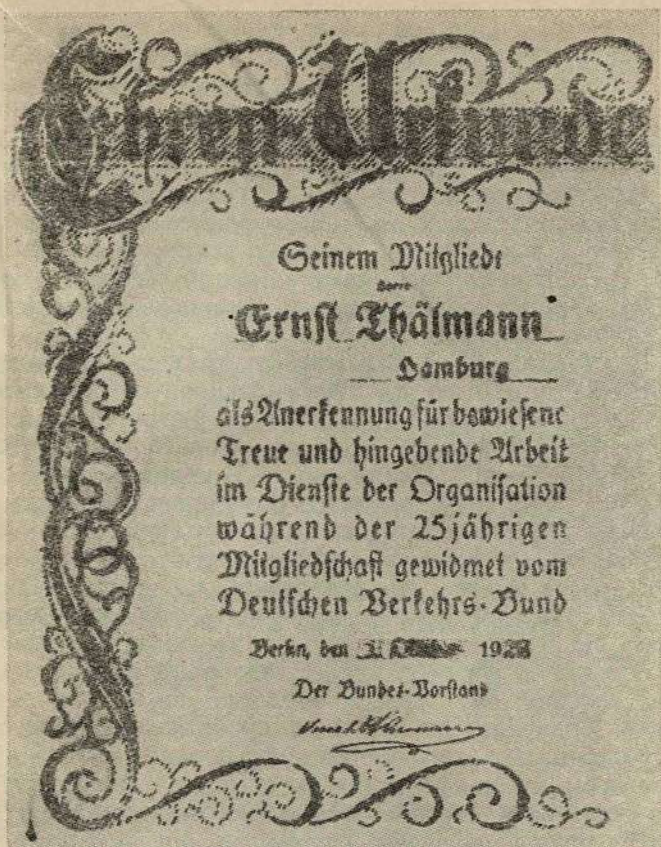 Ehren-Urkunde
Seinem Mitgliede
Herrn
Ernst Thälmann
Hamburg
als Anerkennung für bewiesene
Treue und hingebende Arbeit
im Dienste der Organisation
während der 25jährigen
Mitgliedschaft gewidmet vom
Deutschen Verkehrs-Bund
Berlin, den 19
Der Bundes-Vorstand